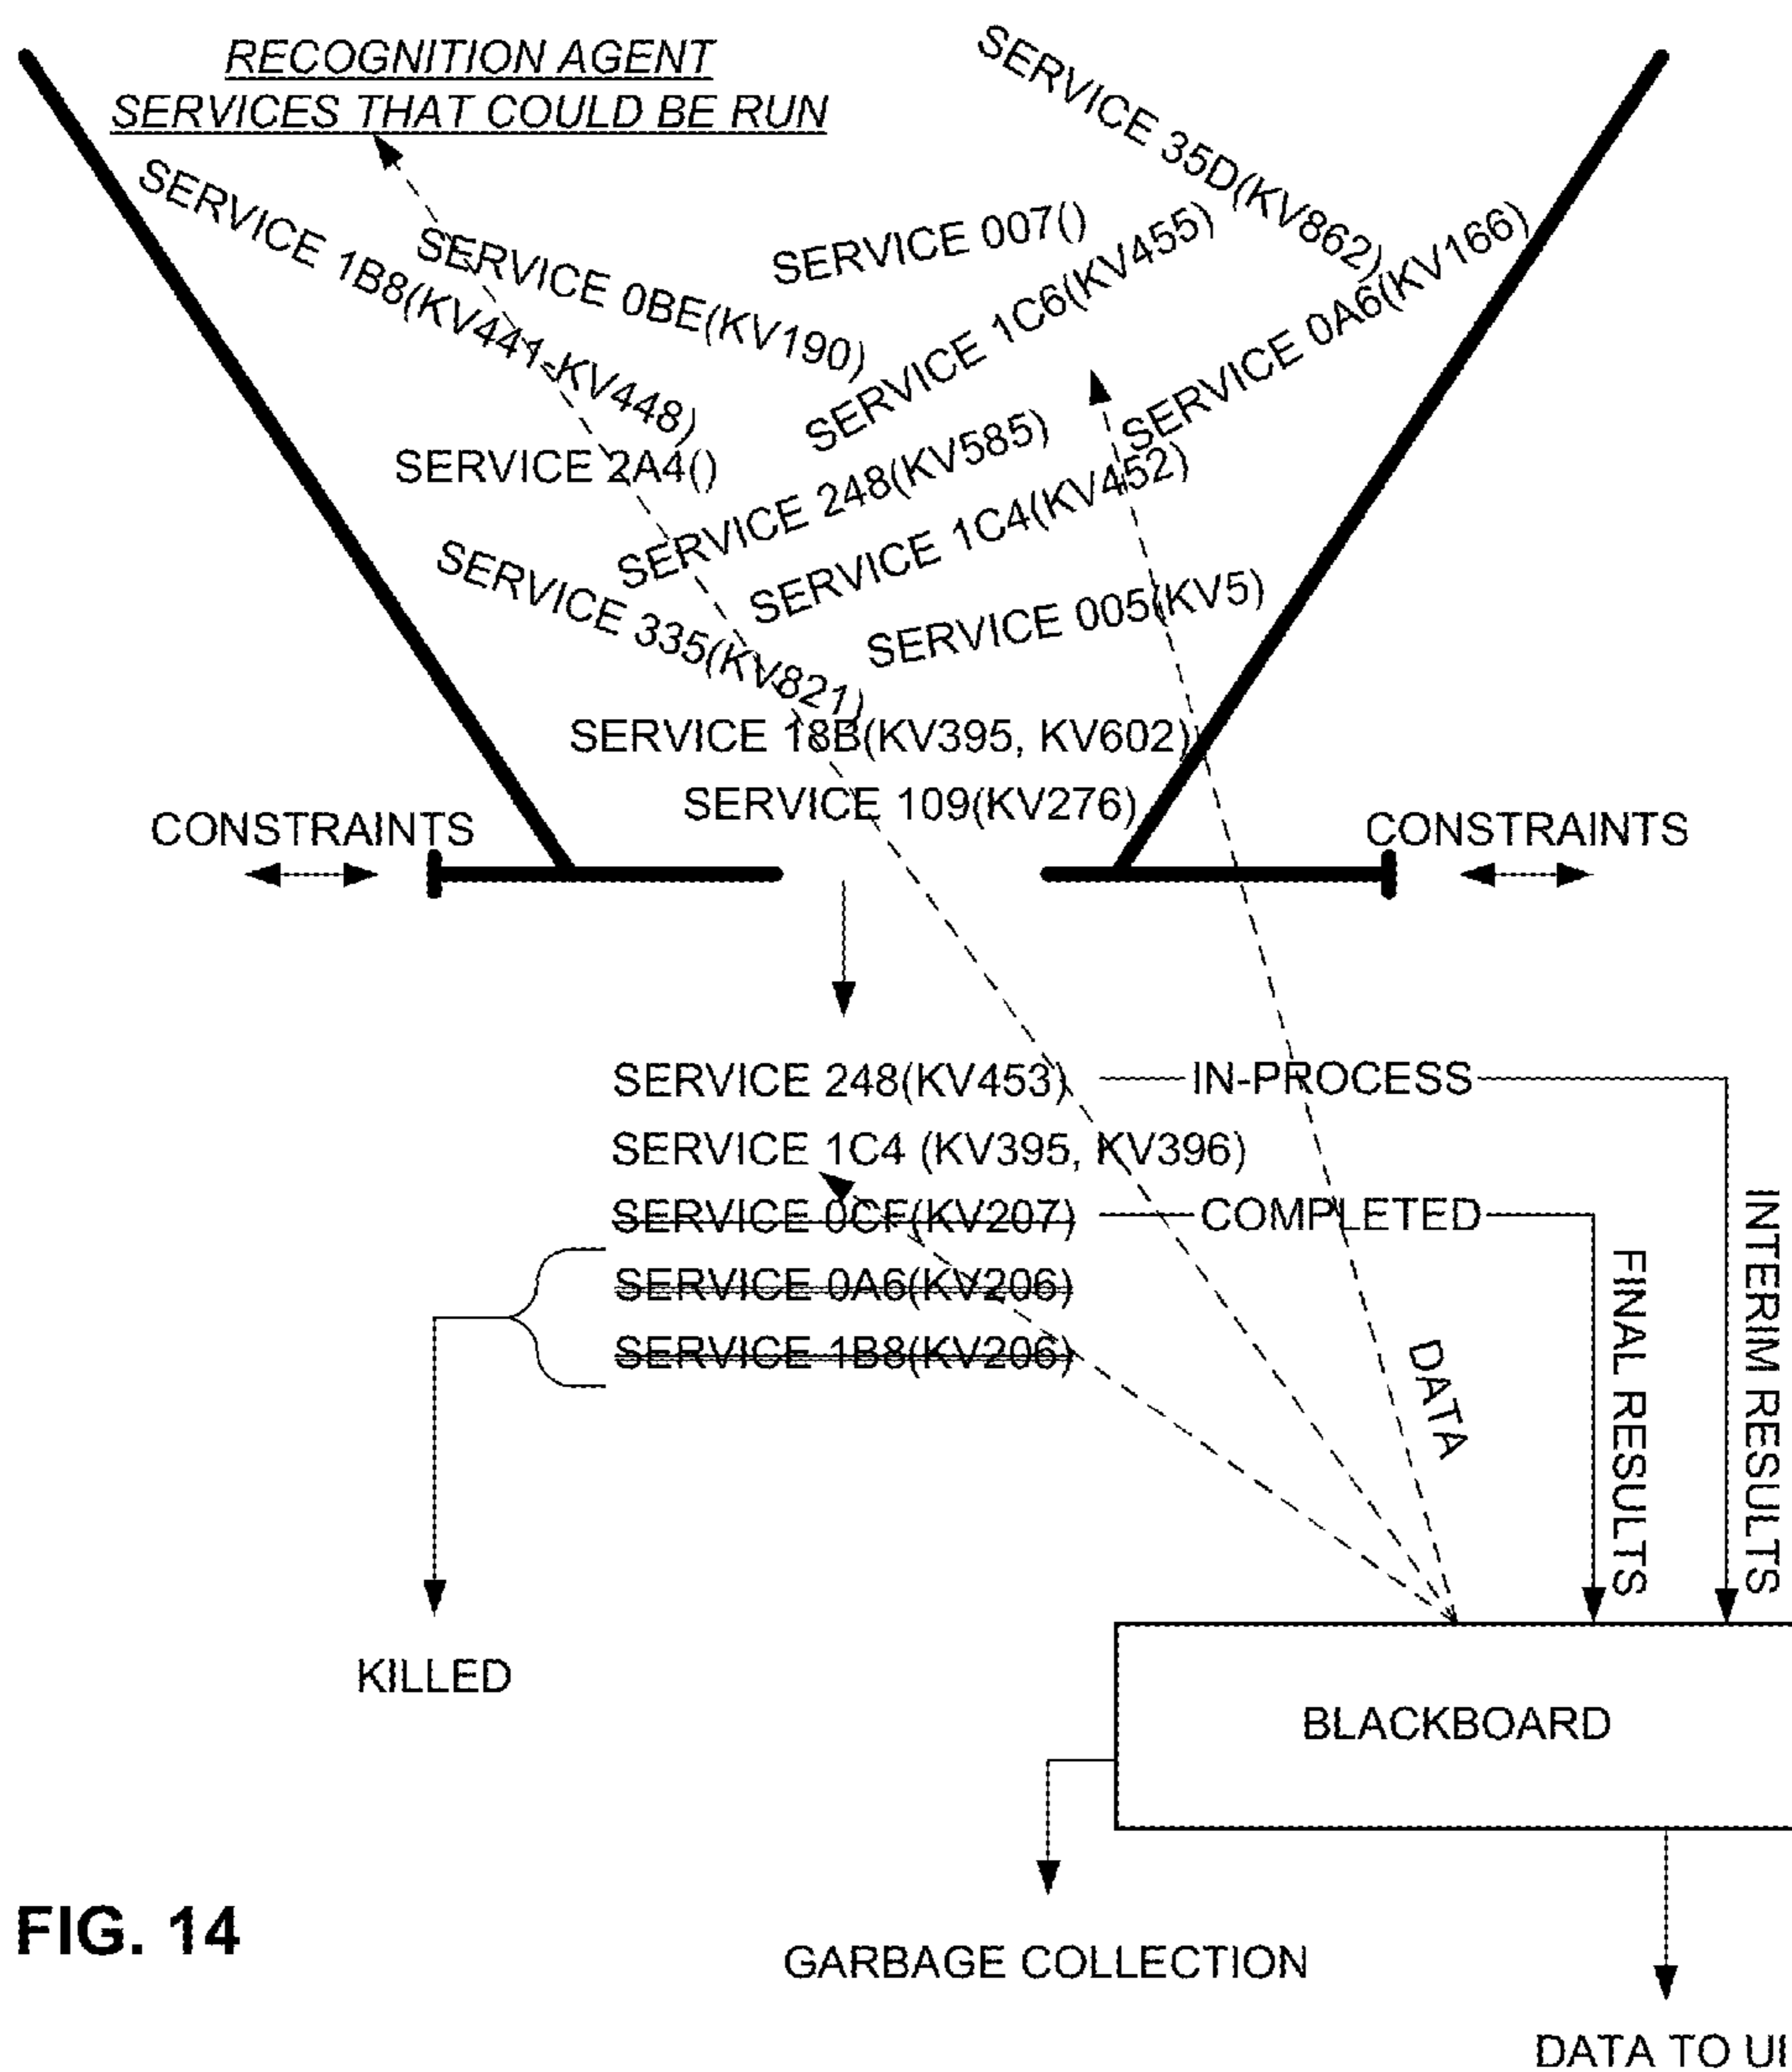 RECOGNITION AGENT
SERVICES THAT COULD BE RUN
SERVICE 35D(KV862)
SERVICE 1B8(KV441-KV448)
SERVICE 0BE(KV190)
SERVICE 007()
SERVICE 1C6(KV455)
SERVICE 0A6(KV166)
SERVICE 2A4()
SERVICE 248(KV585)
SERVICE 1C4(KV452)
SERVICE 335(KV821)
SERVICE 005(KV5)
SERVICE 18B(KV395, KV602)
SERVICE 109(KV276)
CONSTRAINTS
CONSTRAINTS
SERVICE 248(KV453)
IN-PROCESS
SERVICE 1C4 (KV395, KV396)
SERVICE 0CF(KV207)
COMPLETED
SERVICE 0A6(KV206)
SERVICE 1B8(KV206)
DATA
FINAL RESULTS
INTERIM RESULTS
KILLED
BLACKBOARD
FIG. 14
GARBAGE COLLECTION
DATA TO UI